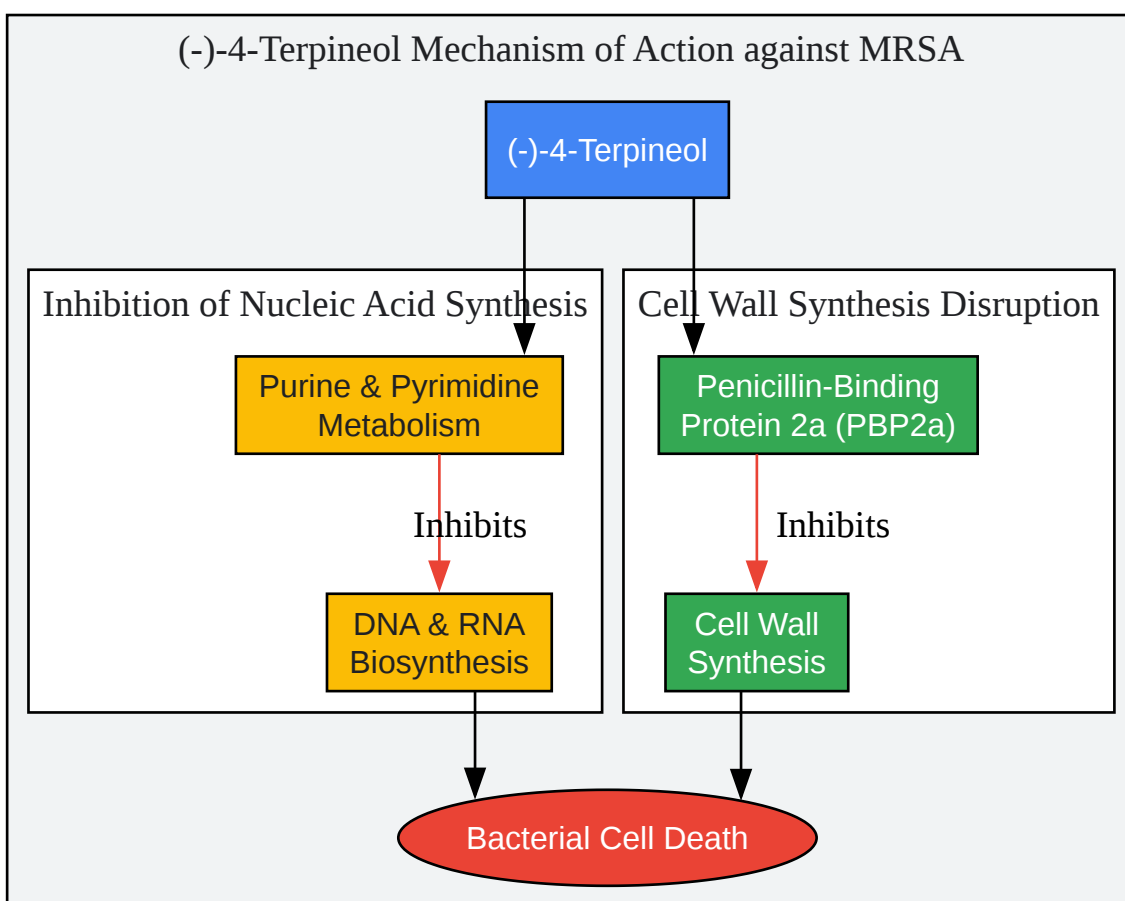 (-)-4-Terpineol Mechanism of Action against MRSA
(-)-4-Terpineol
Inhibition of Nucleic Acid Synthesis
Purine & Pyrimidine
Metabolism
Inhibits
DNA & RNA
Biosynthesis
Cell Wall Synthesis Disruption
Penicillin-Binding
Protein 2a (PBP2a)
Inhibits
Cell Wall
Synthesis
Bacterial Cell Death